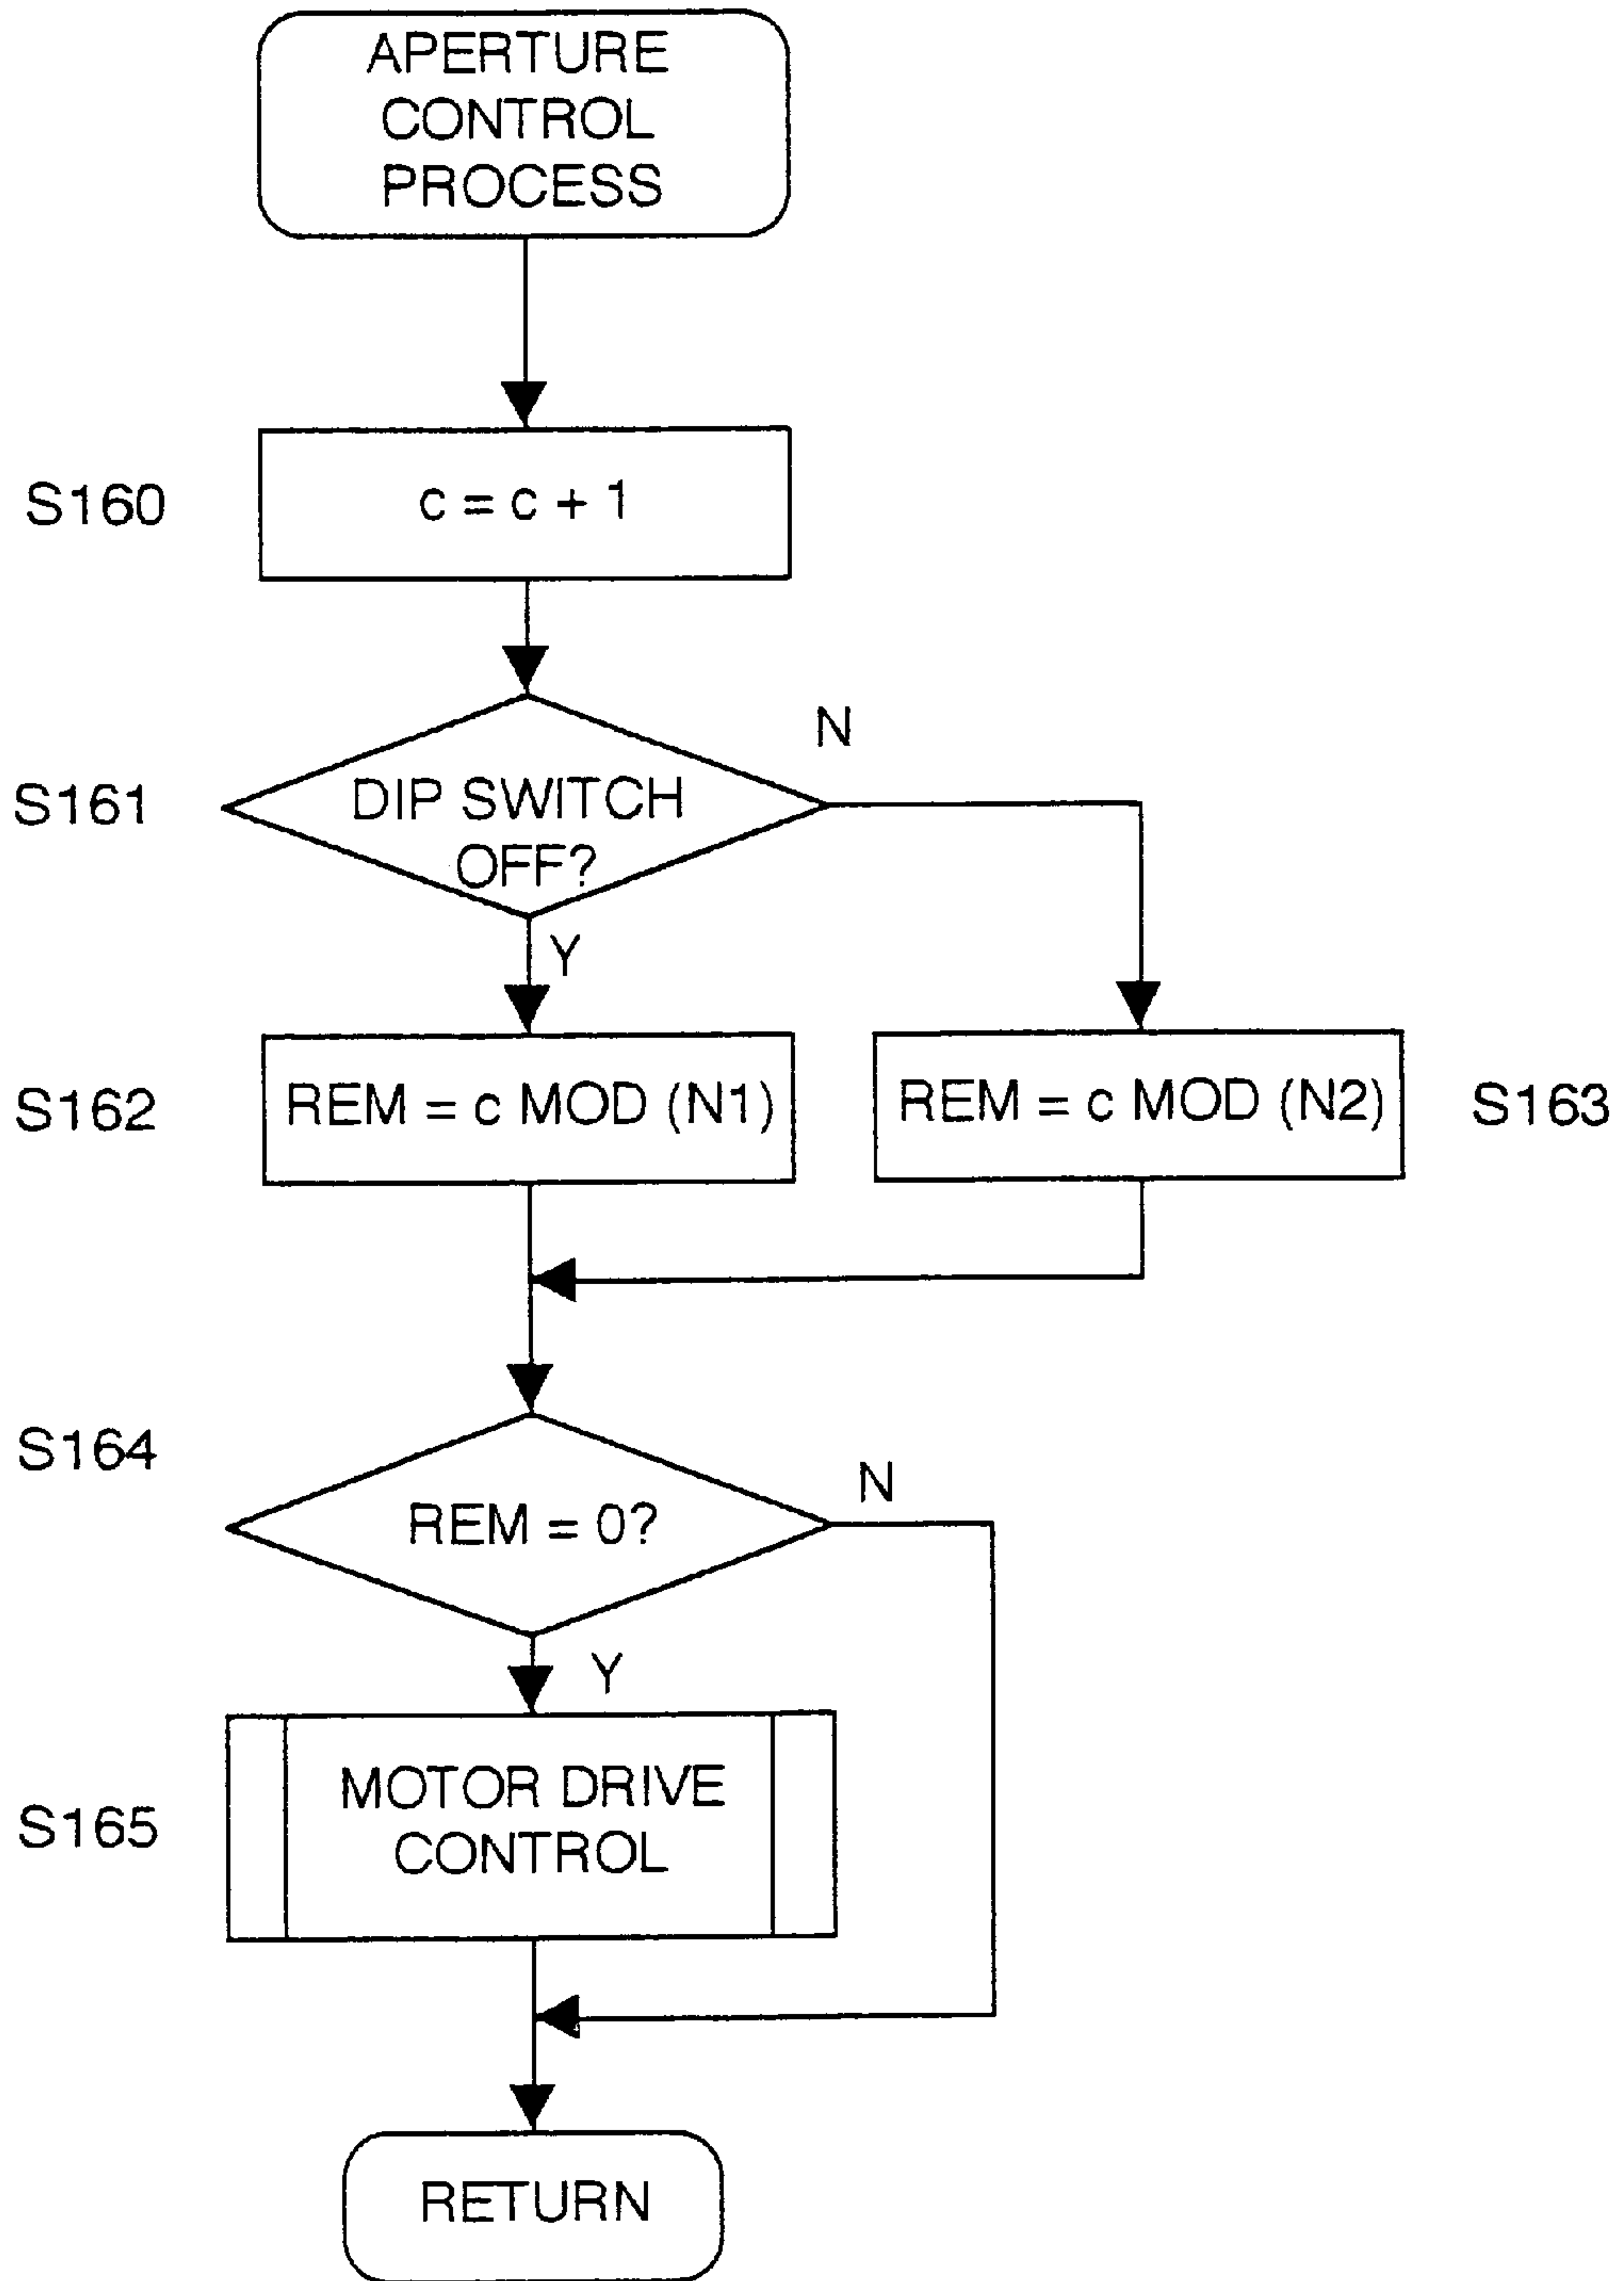 APERTURE
CONTROL
PROCESS
S160
c = c + 1
N
S161
DIP SWITCH
OFF?
Y
S162
REM = c MOD (N1)
REM = c MOD (N2)
S163
S164
N
REM = 0?
Y
S165
MOTOR DRIVE
CONTROL
RETURN